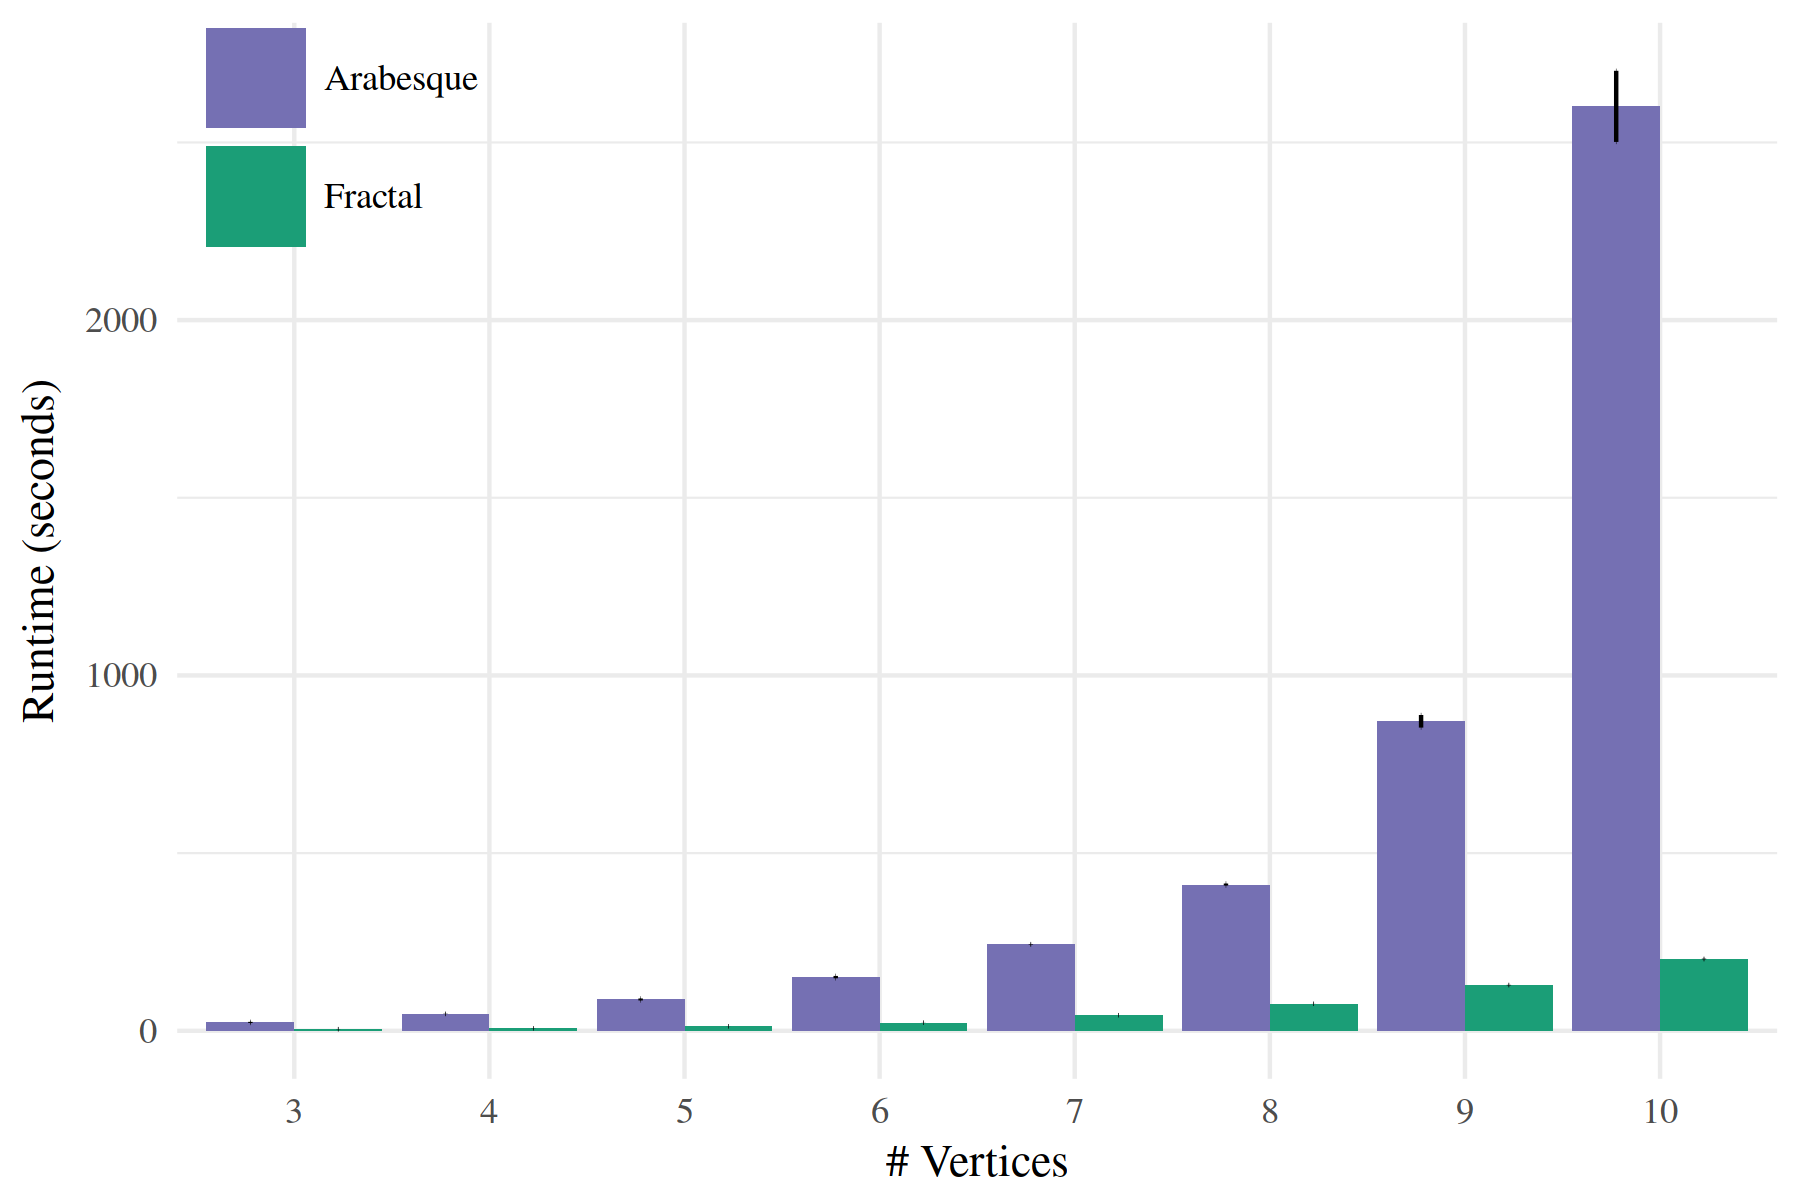 Arabesque
Fractal
Runtime (seconds)
2000
1000
0
3 4 5 6 7 8 9 10
# Vertices